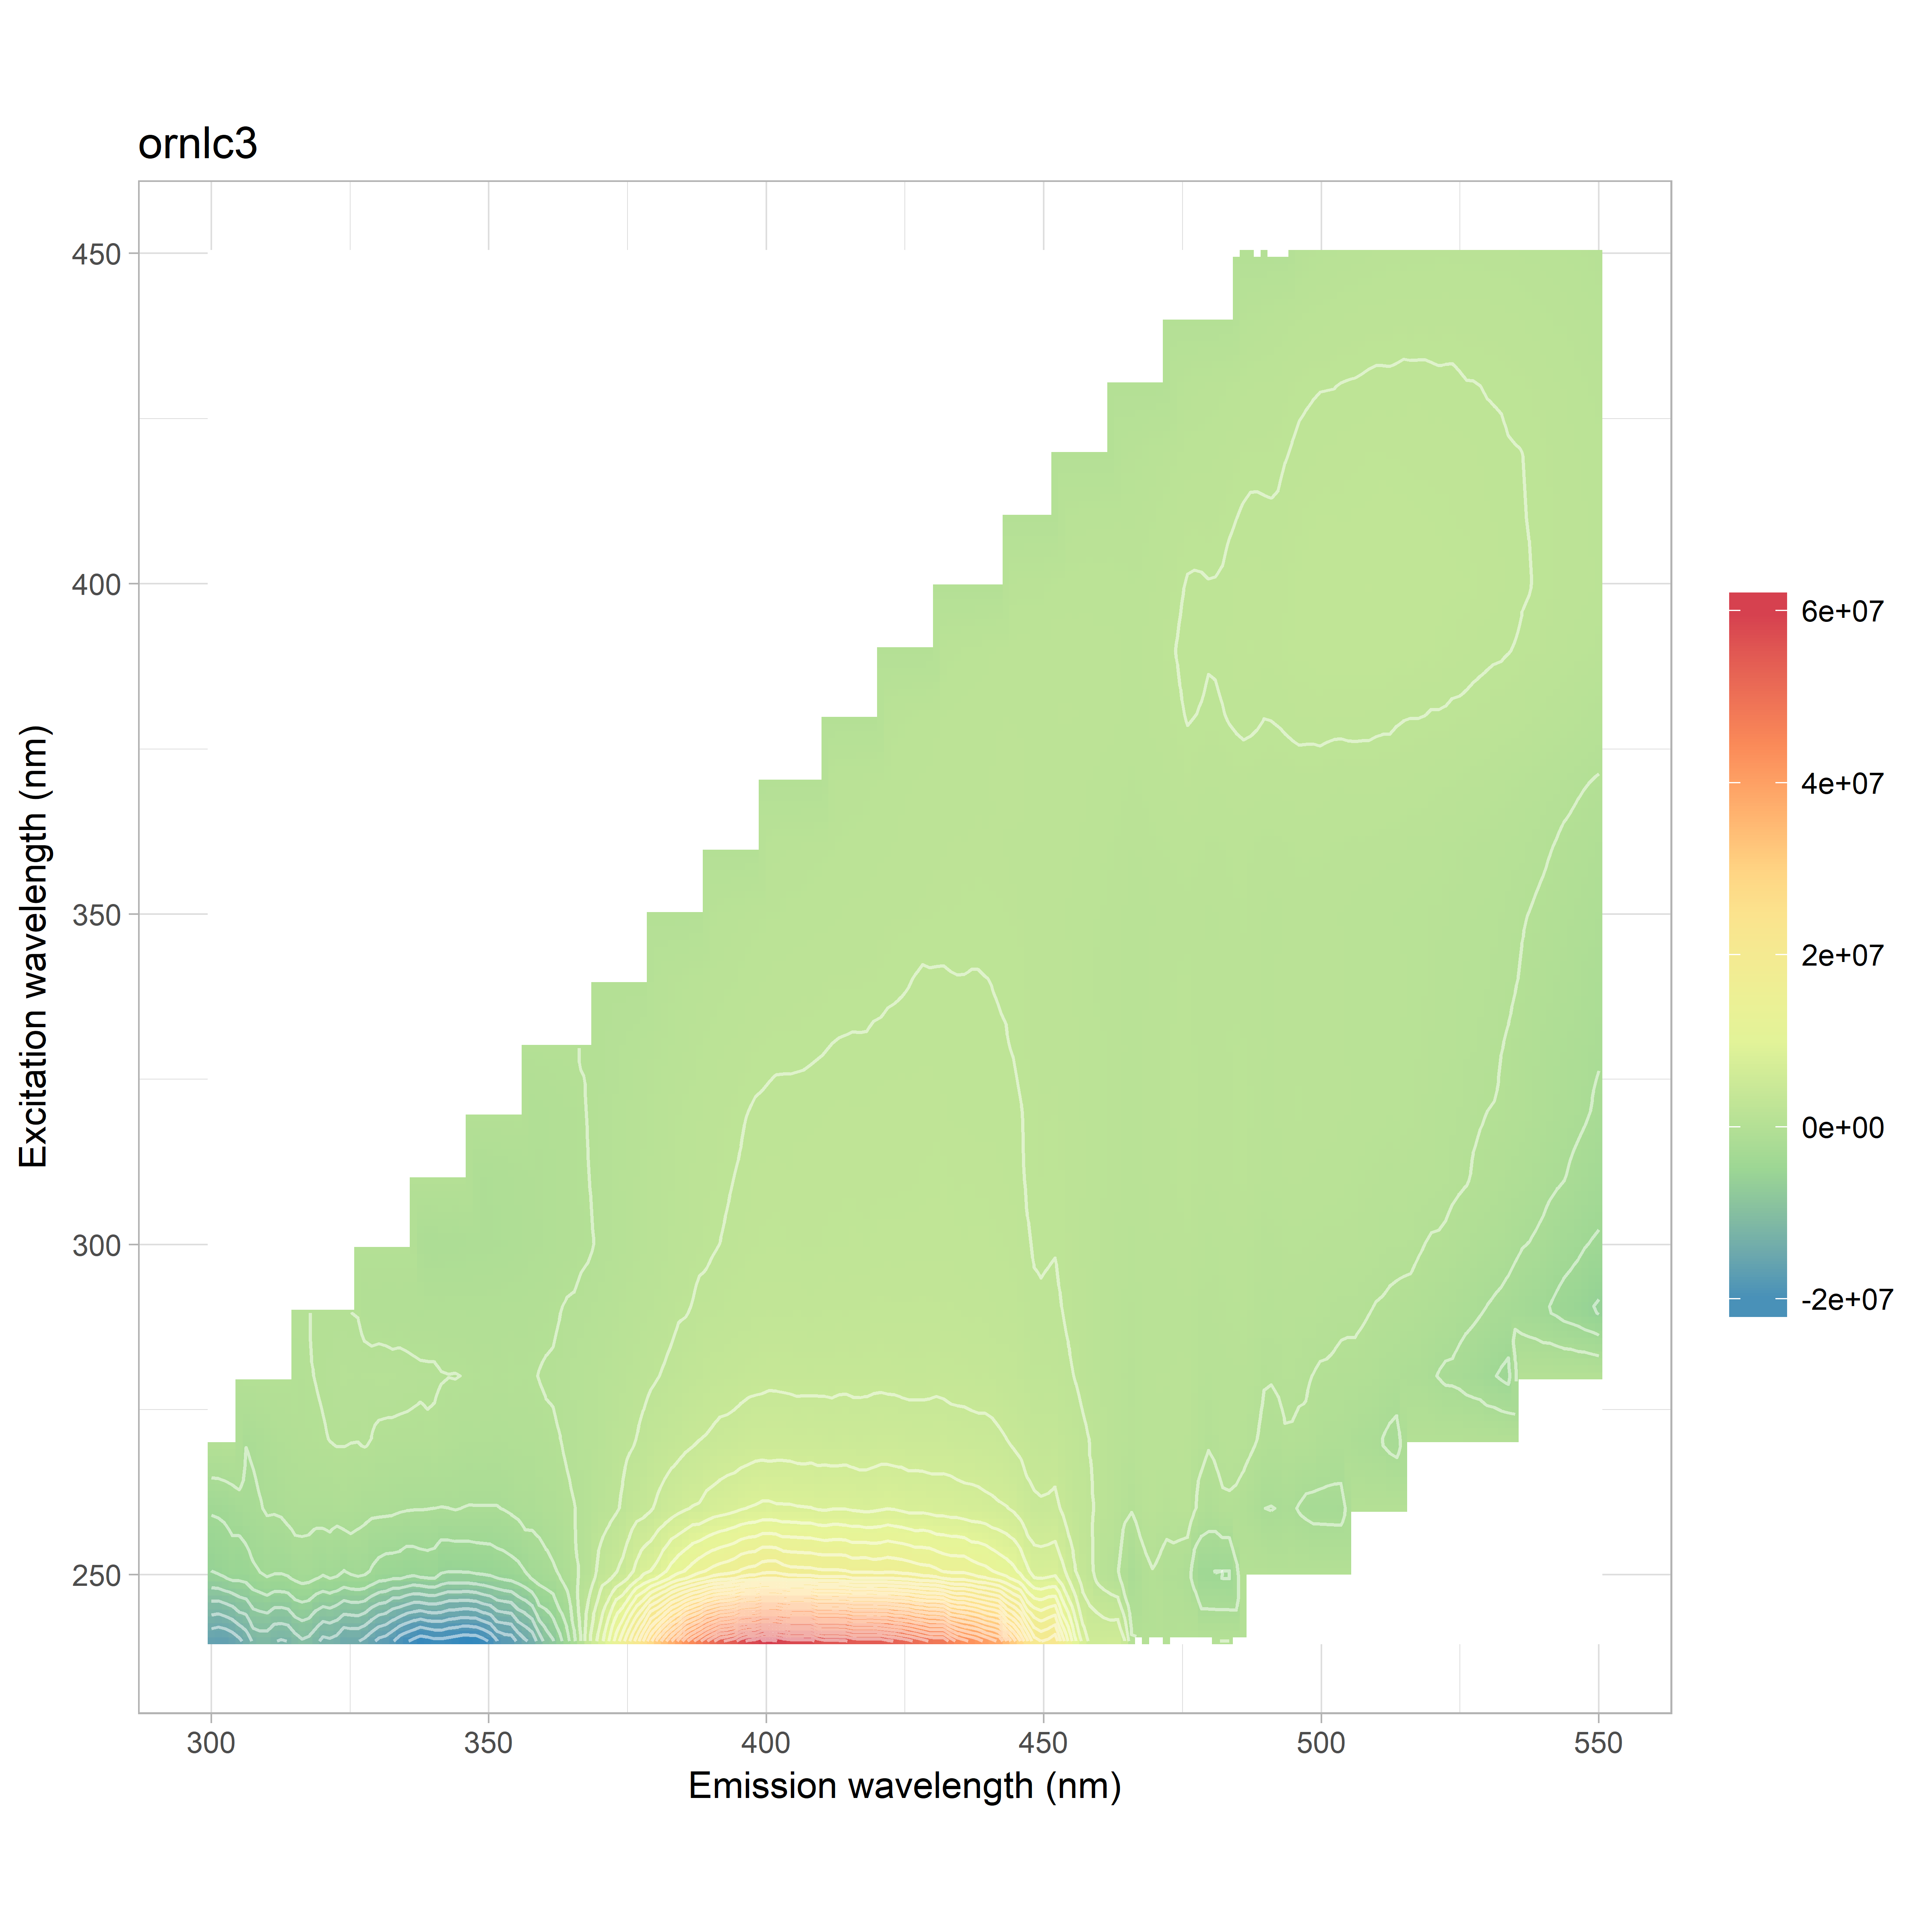 ornlc3
Excitation wavelength (nm)
450
400
350
300
250
300 350 400 450 500 550
Emission wavelength (nm)
6e+07
4e+07
2e+07
0e+00
-2e+07